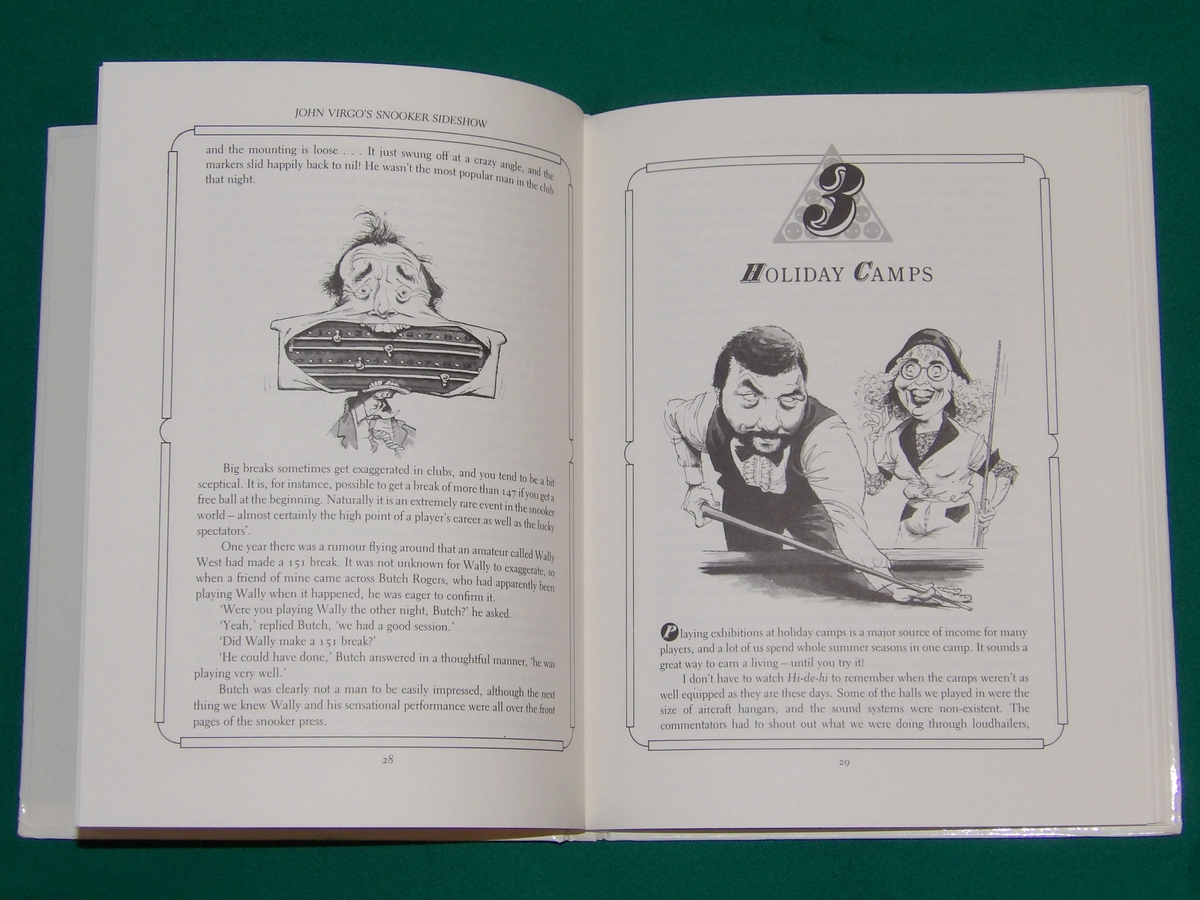 JOHN VIRGO'S SNOOKER SIDESHOW
and the mounting is loose . . . It just swung off at a crazy angle, and the
markers slid happily back to nil! He wasn't the most popular man in the club
that night.
Big breaks sometimes get exaggerated in clubs, and you tend to be a bit
sceptical. It is, for instance, possible to get a break of more than 147 if you get a
free ball at the beginning. Naturally it is an extremely rare event in the snooker
world – almost certainly the high point of a player's career as well as the lucky
spectators'.
One year there was a rumour flying around that an amateur called Wally
West had made a 151 break. It was not unknown for Wally to exaggerate, so
when a friend of mine came across Butch Rogers, who had apparently been
playing Wally when it happened, he was eager to confirm it.
'Were you playing Wally the other night, Butch?' he asked.
'Yeah,' replied Butch, 'we had a good session.'
'Did Wally make a 151 break?'
'He could have done,' Butch answered in a thoughtful manner, 'he was
playing very well.'
Butch was clearly not a man to be easily impressed, although the next
thing we knew Wally and his sensational performance were all over the front
pages of the snooker press.
28
3
HOLIDAY CAMPS
Playing exhibitions at holiday camps is a major source of income for many
players, and a lot of us spend whole summer seasons in one camp. It sounds a
great way to earn a living – until you try it!
I don't have to watch Hi-de-hi to remember when the camps weren't as
well equipped as they are these days. Some of the halls we played in were the
size of aircraft hangars, and the sound systems were non-existent. The
commentators had to shout out what we were doing through loudhailers,
29